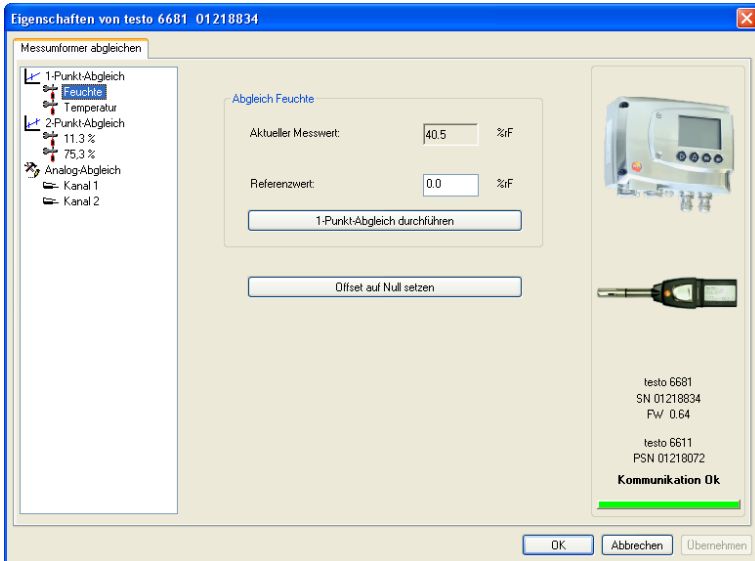 Eigenschaften von testo 6681 01218834
Messumformer abgleichen
1-Punkt-Abgleich
Feuchte
Temperatur
2-Punkt-Abgleich
11.3 %
75,3 %
Analog-Abgleich
Kanal 1
Kanal 2
Abgleich Feuchte
Aktueller Messwert: 40.5 %rF
Referenzwert: 0.0 %rF
1-Punkt-Abgleich durchführen
Offset auf Null setzen
testo 6681
SN 01218834
FW 0.64
testo 6611
PSN 01218072
Kommunikation Ok
OK Abbrechen Übernehmen